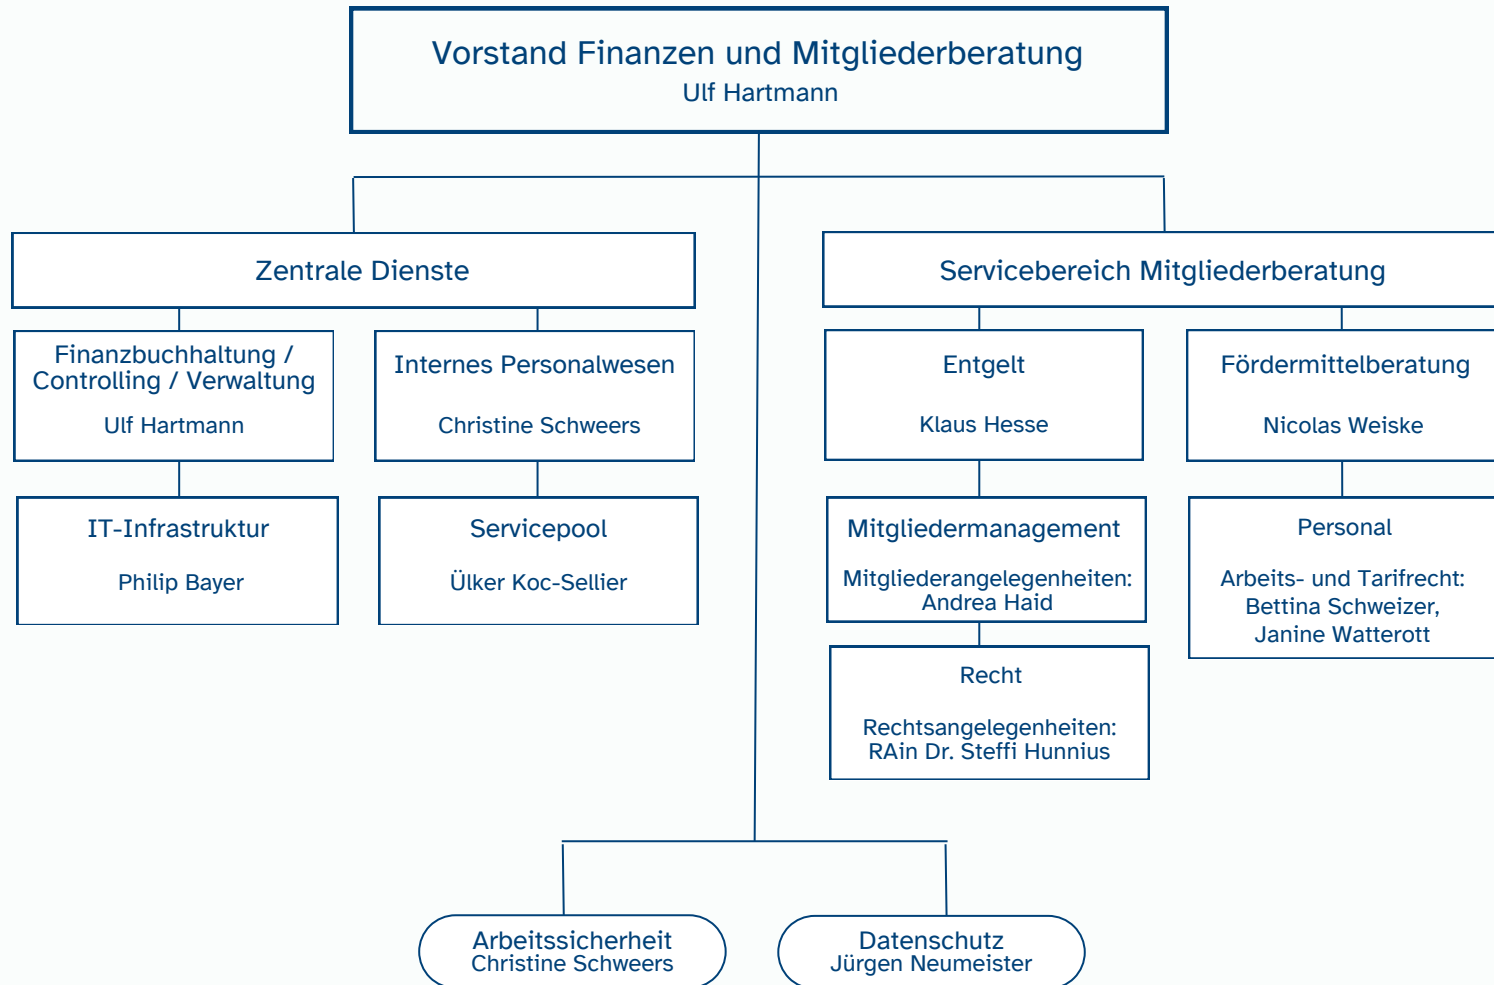 Vorstand Finanzen und Mitgliederberatung
Ulf Hartmann
Zentrale Dienste
Finanzbuchhaltung /
Controlling / Verwaltung
Ulf Hartmann
Internes Personalwesen
Christine Schweers
IT-Infrastruktur
Philip Bayer
Servicepool
Ülker Koc-Sellier
Servicebereich Mitgliederberatung
Entgelt
Klaus Hesse
Fördermittelberatung
Nicolas Weiske
Mitgliedermanagement
Mitgliederangelegenheiten:
Andrea Haid
Personal
Arbeits- und Tarifrecht:
Bettina Schweizer,
Janine Watterott
Recht
Rechtsangelegenheiten:
RAin Dr. Steffi Hunnius
Arbeitssicherheit
Christine Schweers
Datenschutz
Jürgen Neumeister